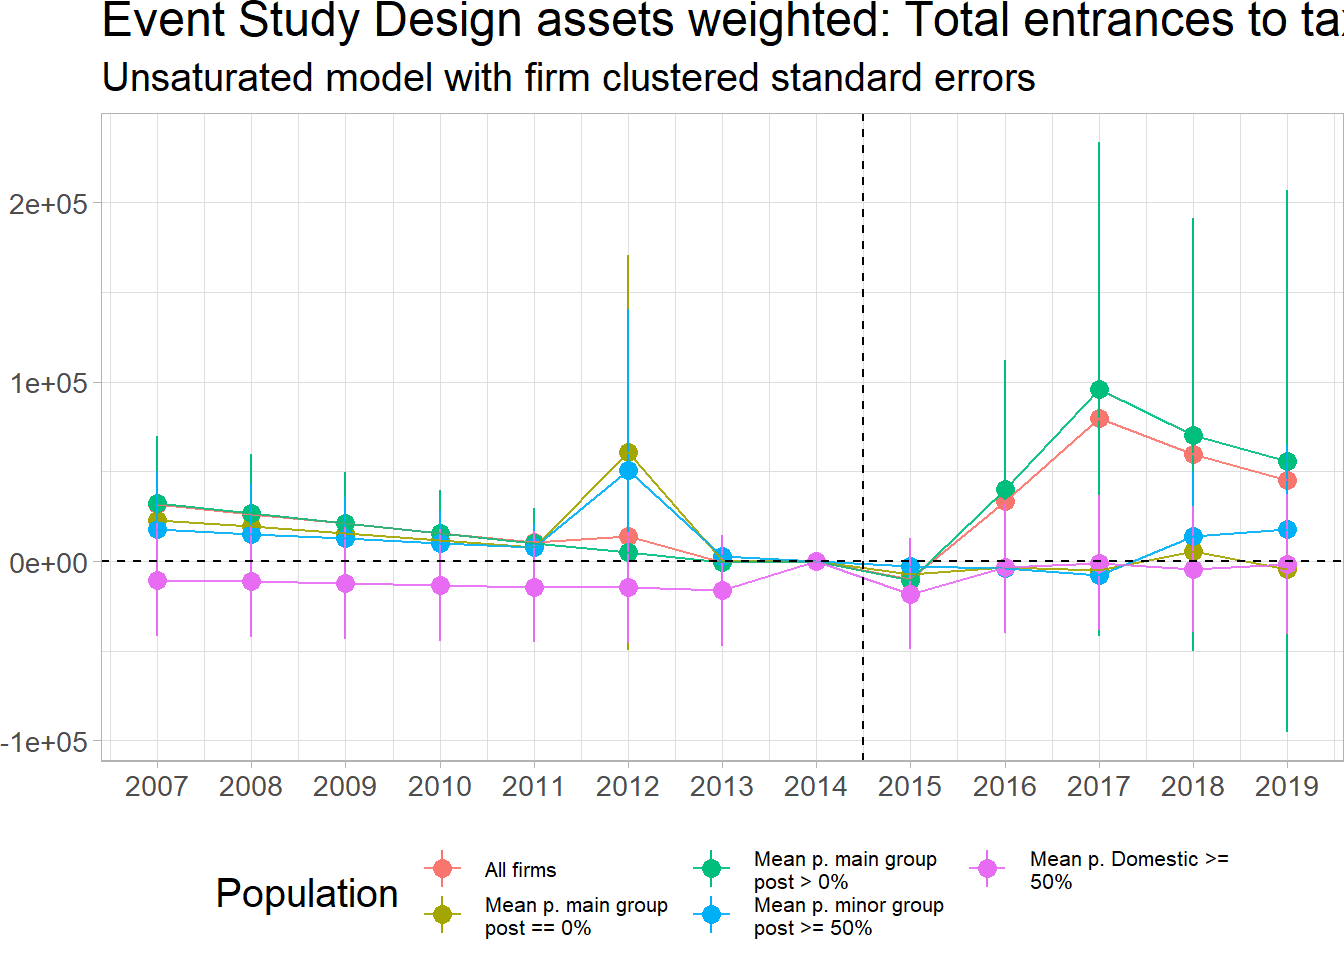 Event Study Design assets weighted: Total entrances to tax
Unsaturated model with firm clustered standard errors
2e+05
1e+05
0e+00
-1e+05
2007 2008 2009 2010 2011 2012 2013 2014 2015 2016 2017 2018 2019
Population
All firms
Mean p. main group
post == 0%
Mean p. main group
post > 0%
Mean p. minor group
post >= 50%
Mean p. Domestic >=
50%